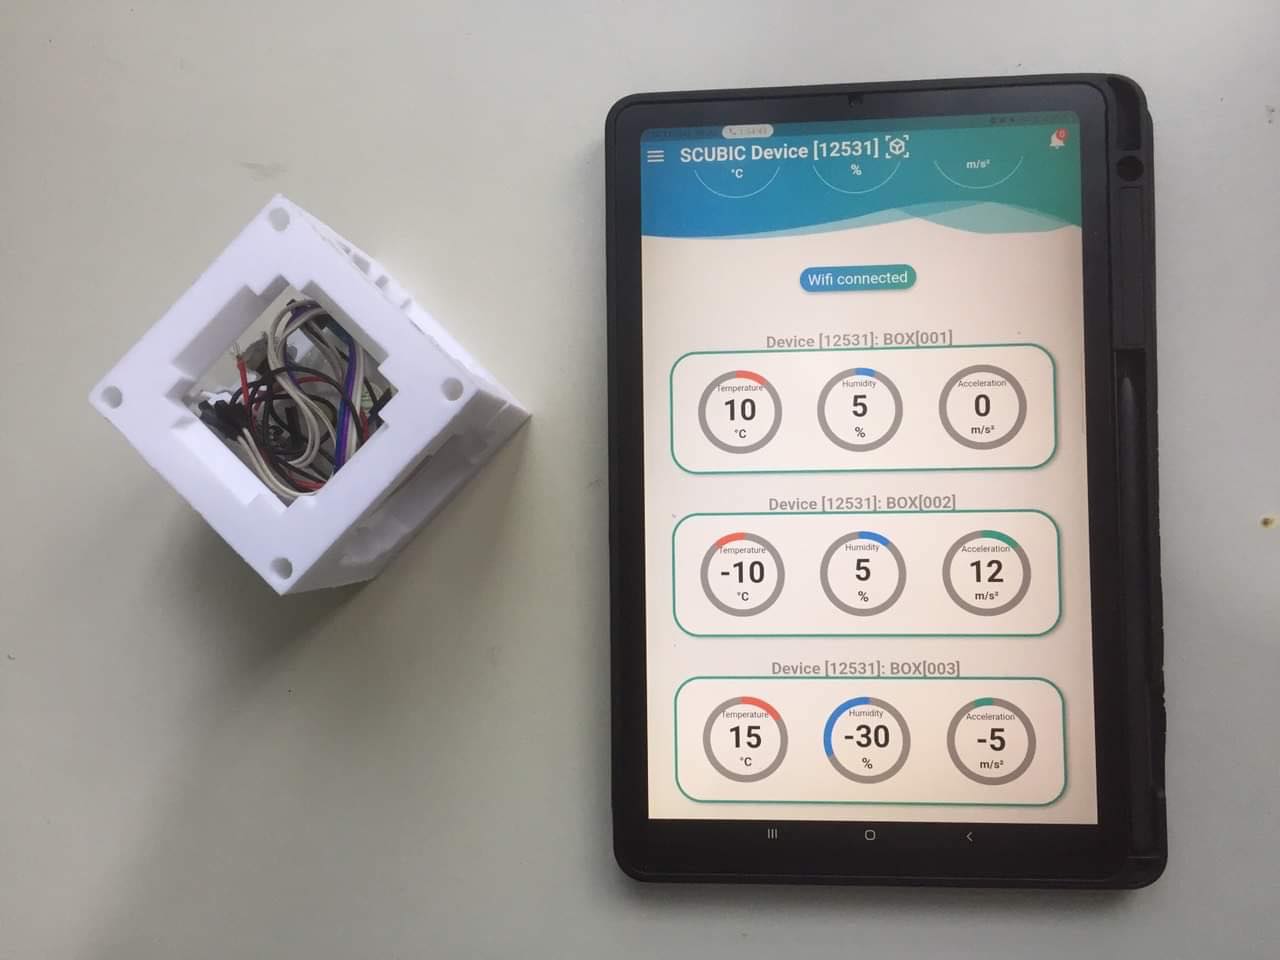 SCUBIC Device [12531]
0
°C % m/s²
Wifi connected
Device [12531]: BOX[001]
Temperature Humidity Acceleration
10 5 0
°C % m/s²
Device [12531]: BOX[002]
Temperature Humidity Acceleration
-10 5 12
°C % m/s²
Device [12531]: BOX[003]
Temperature Humidity Acceleration
15 -30 -5
°C % m/s²